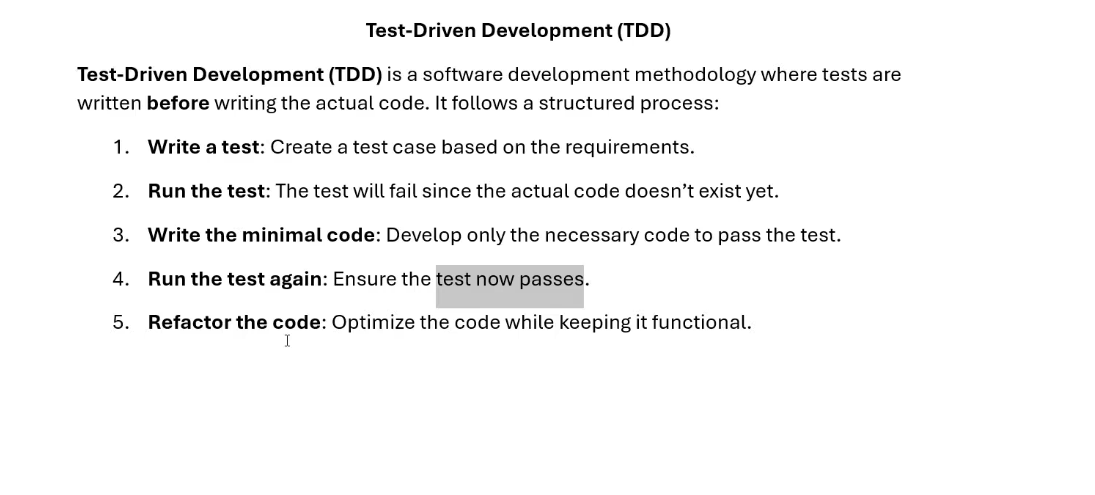 Test-Driven Development (TDD)
Test-Driven Development (TDD) is a software development methodology where tests are
written before writing the actual code. It follows a structured process:
1. Write a test: Create a test case based on the requirements.
2. Run the test: The test will fail since the actual code doesn’t exist yet.
3. Write the minimal code: Develop only the necessary code to pass the test.
4. Run the test again: Ensure the test now passes.
5. Refactor the code: Optimize the code while keeping it functional.